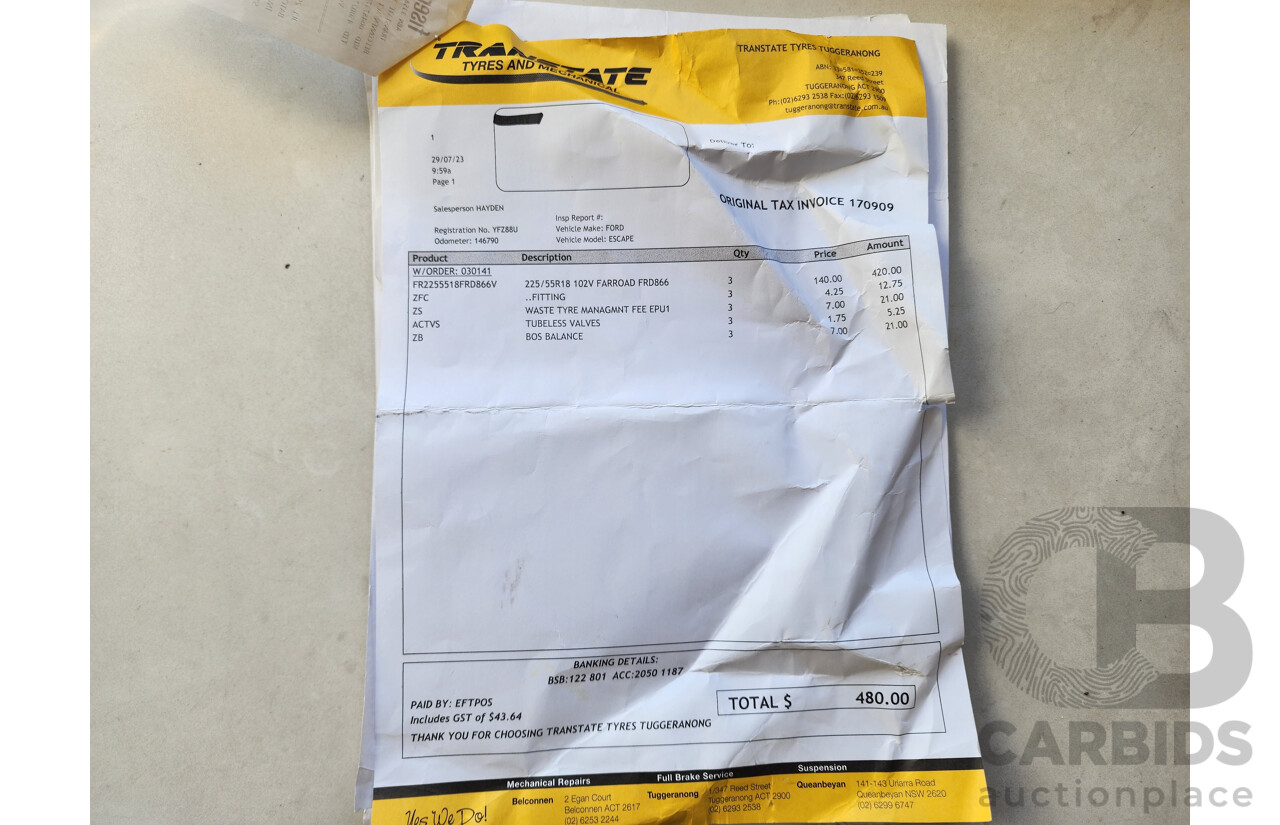 TRANSTATE
TYRES AND MECHANICAL
TRANSTATE TYRES TUGGERANONG
347 Reed Street
TUGGERANONG ACT 2900
Ph:(02)6293 2538 Fax:(02)6293
tuggeranong@transtate.com.au
1
Deliver To:
29/07/23
9:59a
Page 1
ORIGINAL TAX INVOICE 170909
Salesperson HAYDEN
Insp Report #:
Registration No. YFZ88U Vehicle Make: FORD
Odometer: 146790 Vehicle Model: ESCAPE
Product Description Qty Price Amount
W/ORDER: 030141
FR2255518FRD866V 225/55R18 102V FARROAD FRD866 3 140.00 420.00
ZFC ..FITTING 3 4.25 12.75
ZS WASTE TYRE MANAGMNT FEE EPU1 3 7.00 21.00
ACTVS TUBELESS VALVES 3 1.75 5.25
ZB BOS BALANCE 3 7.00 21.00
BANKING DETAILS:
BSB:122 801 ACC:2050 1187
PAID BY: EFTPOS
TOTAL $ 480.00
Includes GST of $43.64
THANK YOU FOR CHOOSING TRANSTATE TYRES TUGGERANONG
Mechanical Repairs Full Brake Service Suspension
Yes We Do!
Belconnen 2 Egan Court
Belconnen ACT 2617
(02) 6253 2244
Tuggeranong 1/347 Reed Street
Tuggeranong ACT 2900
(02) 6293 2538
Queanbeyan 141-143 Uriarra Road
Queanbeyan NSW 2620
(02) 6299 6747
CARBIDS
auctionplace